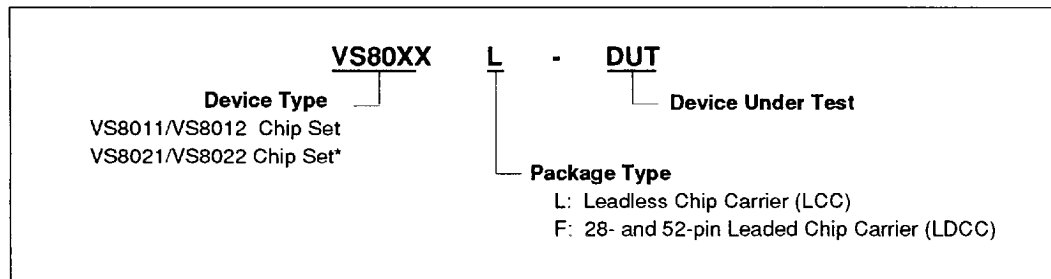 VS80XX L - DUT
Device Type
Device Under Test
VS8011/VS8012 Chip Set
VS8021/VS8022 Chip Set*
Package Type
L: Leadless Chip Carrier (LCC)
F: 28- and 52-pin Leaded Chip Carrier (LDCC)